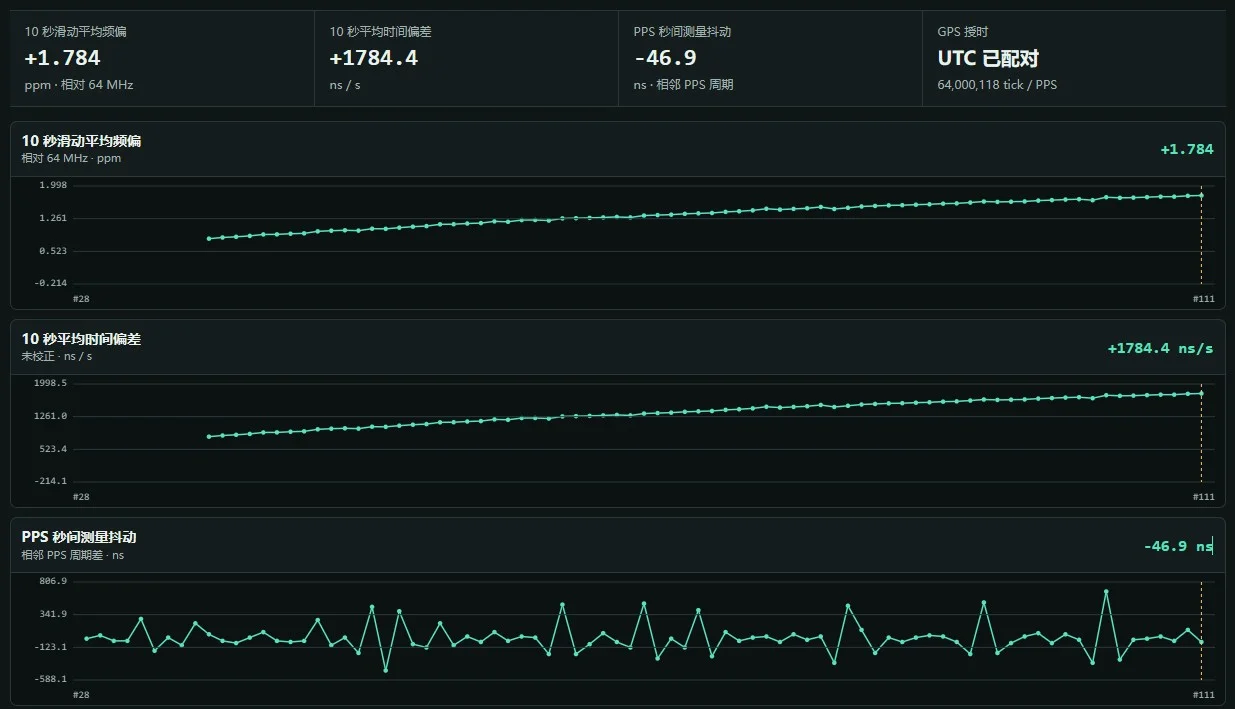 10 秒滑动平均频偏
+1.784
ppm · 相对 64 MHz
10 秒平均时间偏差
+1784.4
ns / s
PPS 秒间测量抖动
-46.9
ns · 相邻 PPS 周期
GPS 授时
UTC 已配对
64,000,118 tick / PPS
10 秒滑动平均频偏
相对 64 MHz · ppm
+1.784
1.998
1.261
0.523
-0.214
#28
#111
10 秒平均时间偏差
未校正 · ns / s
+1784.4 ns/s
1998.5
1261.0
523.4
-214.1
#28
#111
PPS 秒间测量抖动
相邻 PPS 周期差 · ns
-46.9 ns
806.9
341.9
-123.1
-588.1
#28
#111